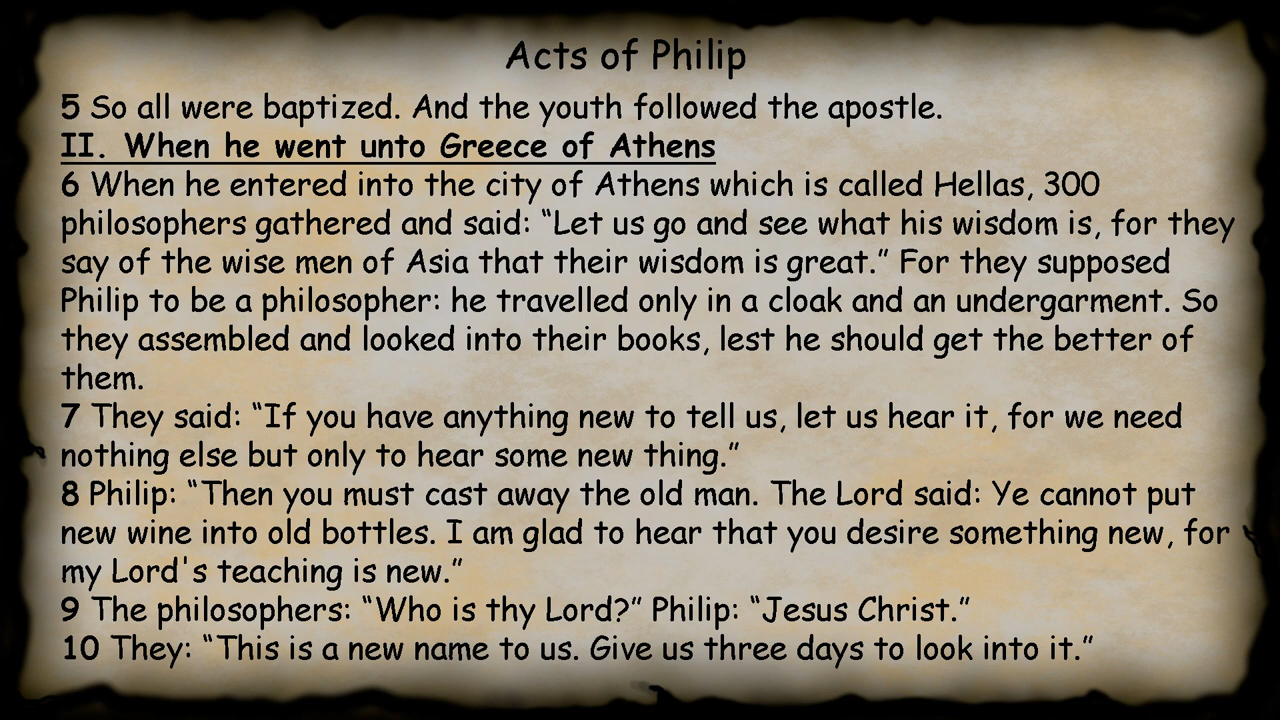 Acts of Philip
5 So all were baptized. And the youth followed the apostle.
II. When he went unto Greece of Athens
6 When he entered into the city of Athens which is called Hellas, 300
philosophers gathered and said: “Let us go and see what his wisdom is, for they
say of the wise men of Asia that their wisdom is great.” For they supposed
Philip to be a philosopher: he travelled only in a cloak and an undergarment. So
they assembled and looked into their books, lest he should get the better of
them.
7 They said: “If you have anything new to tell us, let us hear it, for we need
nothing else but only to hear some new thing.”
8 Philip: “Then you must cast away the old man. The Lord said: Ye cannot put
new wine into old bottles. I am glad to hear that you desire something new, for
my Lord's teaching is new.”
9 The philosophers: “Who is thy Lord?” Philip: “Jesus Christ.”
10 They: “This is a new name to us. Give us three days to look into it.”